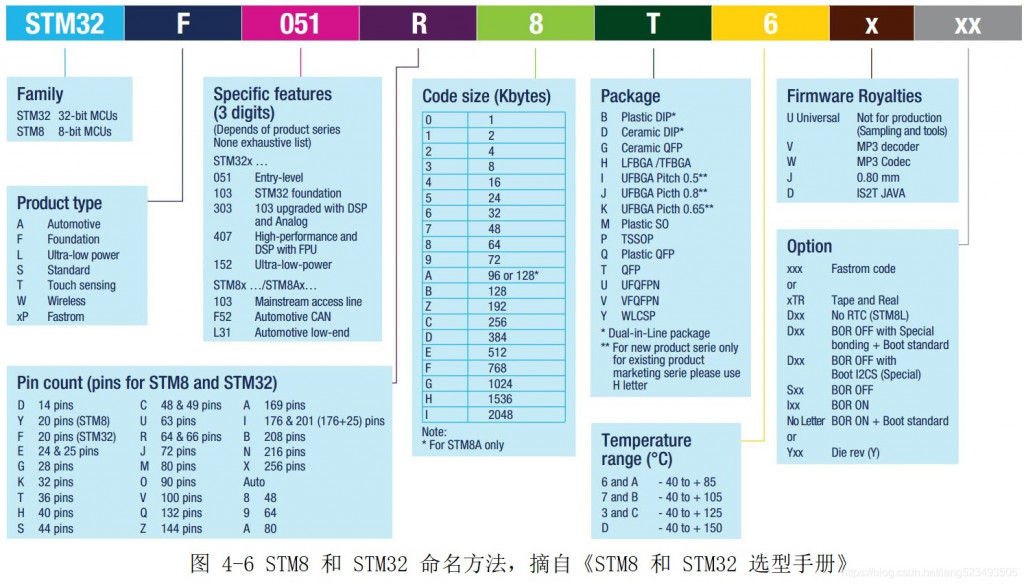 STM32 F 051 R 8 T 6 x xx
Family
STM32 32-bit MCUs
STM8 8-bit MCUs
Product type
A Automotive
F Foundation
L Ultra-low power
S Standard
T Touch sensing
W Wireless
xP Fastrom
Specific features
(3 digits)
(Depends of product series
None exhaustive list)
STM32x ...
051 Entry-level
103 STM32 foundation
303 103 upgraded with DSP
and Analog
407 High-performance and
DSP with FPU
152 Ultra-low-power
STM8x .../STM8Ax...
103 Mainstream access line
F52 Automotive CAN
L31 Automotive low-end
Pin count (pins for STM8 and STM32)
D 14 pins
Y 20 pins (STM8)
F 20 pins (STM32)
E 24 & 25 pins
G 28 pins
K 32 pins
T 36 pins
H 40 pins
S 44 pins
C 48 & 49 pins
U 63 pins
R 64 & 66 pins
J 72 pins
M 80 pins
O 90 pins
V 100 pins
Q 132 pins
Z 144 pins
A 169 pins
I 176 & 201 (176+25) pins
B 208 pins
N 216 pins
X 256 pins
Auto
8 48
9 64
A 80
Code size (Kbytes)
0 1
1 2
2 4
3 8
4 16
5 24
6 32
7 48
8 64
9 72
A 96 or 128*
B 128
Z 192
C 256
D 384
E 512
F 768
G 1024
H 1536
I 2048
Note:
* For STM8A only
Package
B Plastic DIP*
D Ceramic DIP*
G Ceramic QFP
H LFBGA /TFBGA
I UFBGA Pitch 0.5**
J UFBGA Picth 0.8**
K UFBGA Picth 0.65**
M Plastic SO
P TSSOP
Q Plastic QFP
T QFP
U UFQFPN
V VFQFPN
Y WLCSP
* Dual-in-Line package
** For new product serie only
for existing product
marketing serie please use
H letter
Temperature
range (°C)
6 and A - 40 to + 85
7 and B - 40 to + 105
3 and C - 40 to + 125
D - 40 to + 150
Firmware Royalties
U Universal Not for production
(Sampling and tools)
V MP3 decoder
W MP3 Codec
J 0.80 mm
D IS2T JAVA
Option
xxx Fastrom code
or
xTR Tape and Real
Dxx No RTC (STM8L)
Dxx BOR OFF with Special
bonding + Boot standard
Dxx BOR OFF with
Boot I2CS (Special)
Sxx BOR OFF
Ixx BOR ON
No Letter BOR ON + Boot standard
or
Yxx Die rev (Y)
图 4-6 STM8 和 STM32 命名方法，摘自《STM8 和 STM32 选型手册》